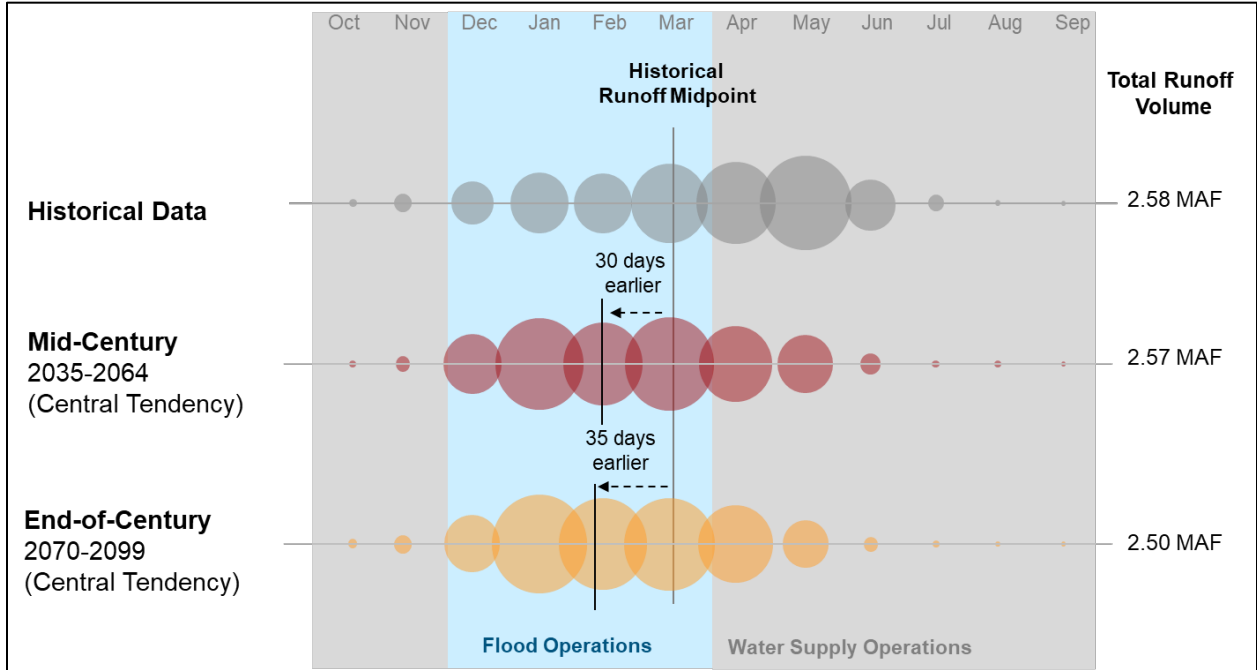 Oct Nov Dec Jan Feb Mar Apr May Jun Jul Aug Sep
Historical
Runoff Midpoint
Total Runoff
Volume
Historical Data
2.58 MAF
30 days
earlier
Mid-Century
2035-2064
(Central Tendency)
2.57 MAF
35 days
earlier
End-of-Century
2070-2099
(Central Tendency)
2.50 MAF
Flood Operations
Water Supply Operations